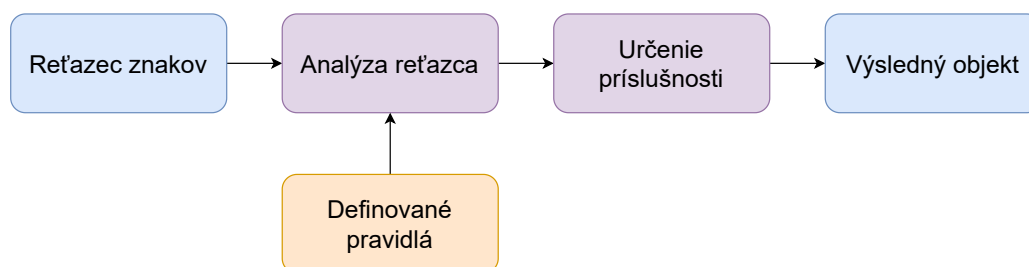 Reťazec znakov
Analýza reťazca
Určenie
príslušnosti
Výsledný objekt
Definované
pravidlá